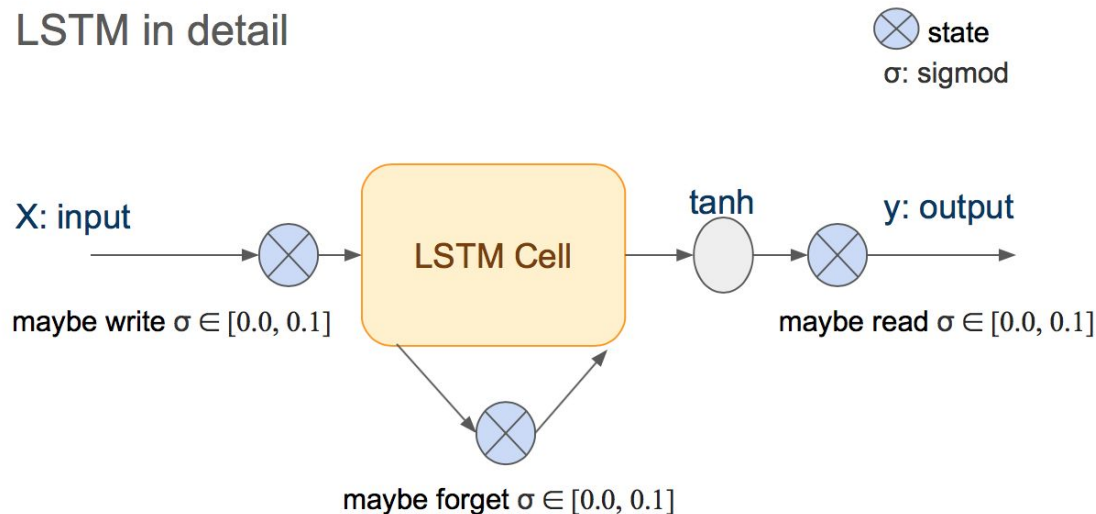 LSTM in detail
state
σ: sigmod
X: input
LSTM Cell
tanh
y: output
maybe write σ ∈ [0.0, 0.1]
maybe read σ ∈ [0.0, 0.1]
maybe forget σ ∈ [0.0, 0.1]